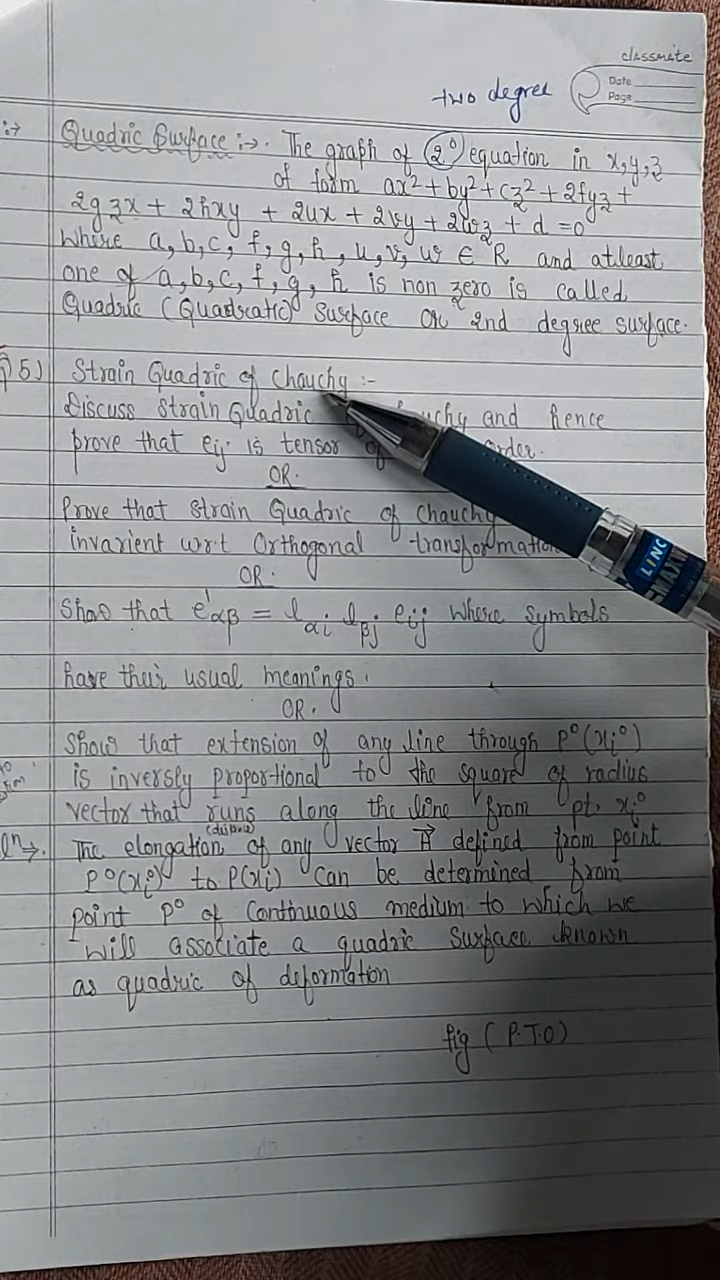 classmate
Date
Page
two degree
:→ Quadric Surface :→. The graph of 2° equation in x,y,z
of form ax² + by² + cz² + 2fyz +
2gzx + 2hxy + 2ux + 2vy + 2wz + d = 0
where a, b, c, f, g, h, u, v, w ∈ R and atleast
one of a, b, c, f, g, h is non zero is called
Quadric (Quadratic) Surface OR 2nd degree surface.
5) Strain Quadric of Chauchy :-
Discuss Strain Quadric and hence
prove that eij is tensor
OR.
Prove that Strain Quadric of Chauchy
invarient w.r.t Orthogonal transformation
OR.
Show that e'αβ = lαi lβj eij where symbols
have their usual meanings.
OR.
Show that extension of any line through P°(xi°)
is inversly proportional to the square of radius
vector that runs along the line from pt. xi°
(distance)
The elongation of any vector A⃗ defined from point
P°(xi°) to P(xi) can be determined from
point P° of continuous medium to which we
will associate a quadric surface known
as quadric of deformation
fig (P.T.O)
LINC